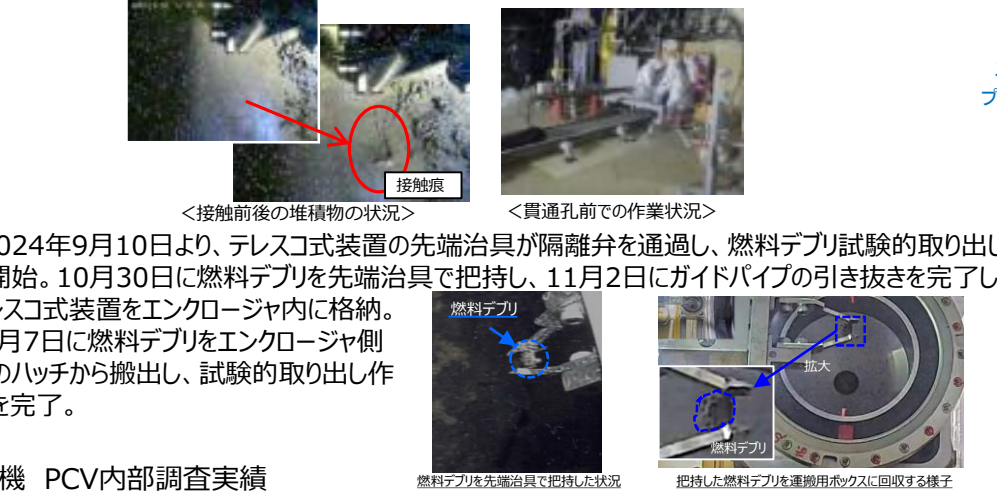 接触痕
プ
<接触前後の堆積物の状況>
<貫通孔前での作業状況>
024年9月10日より、テレスコ式装置の先端治具が隔離弁を通過し、燃料デブリ試験的取り出し
開始。10月30日に燃料デブリを先端治具で把持し、11月2日にガイドパイプの引き抜きを完了し
レスコ式装置をエンクロージャ内に格納。
月7日に燃料デブリをエンクロージャ側
のハッチから搬出し、試験的取り出し作
を完了。
燃料デブリ
拡大
燃料デブリ
燃料デブリを先端治具で把持した状況
把持した燃料デブリを運搬用ボックスに回収する様子
機 PCV内部調査実績